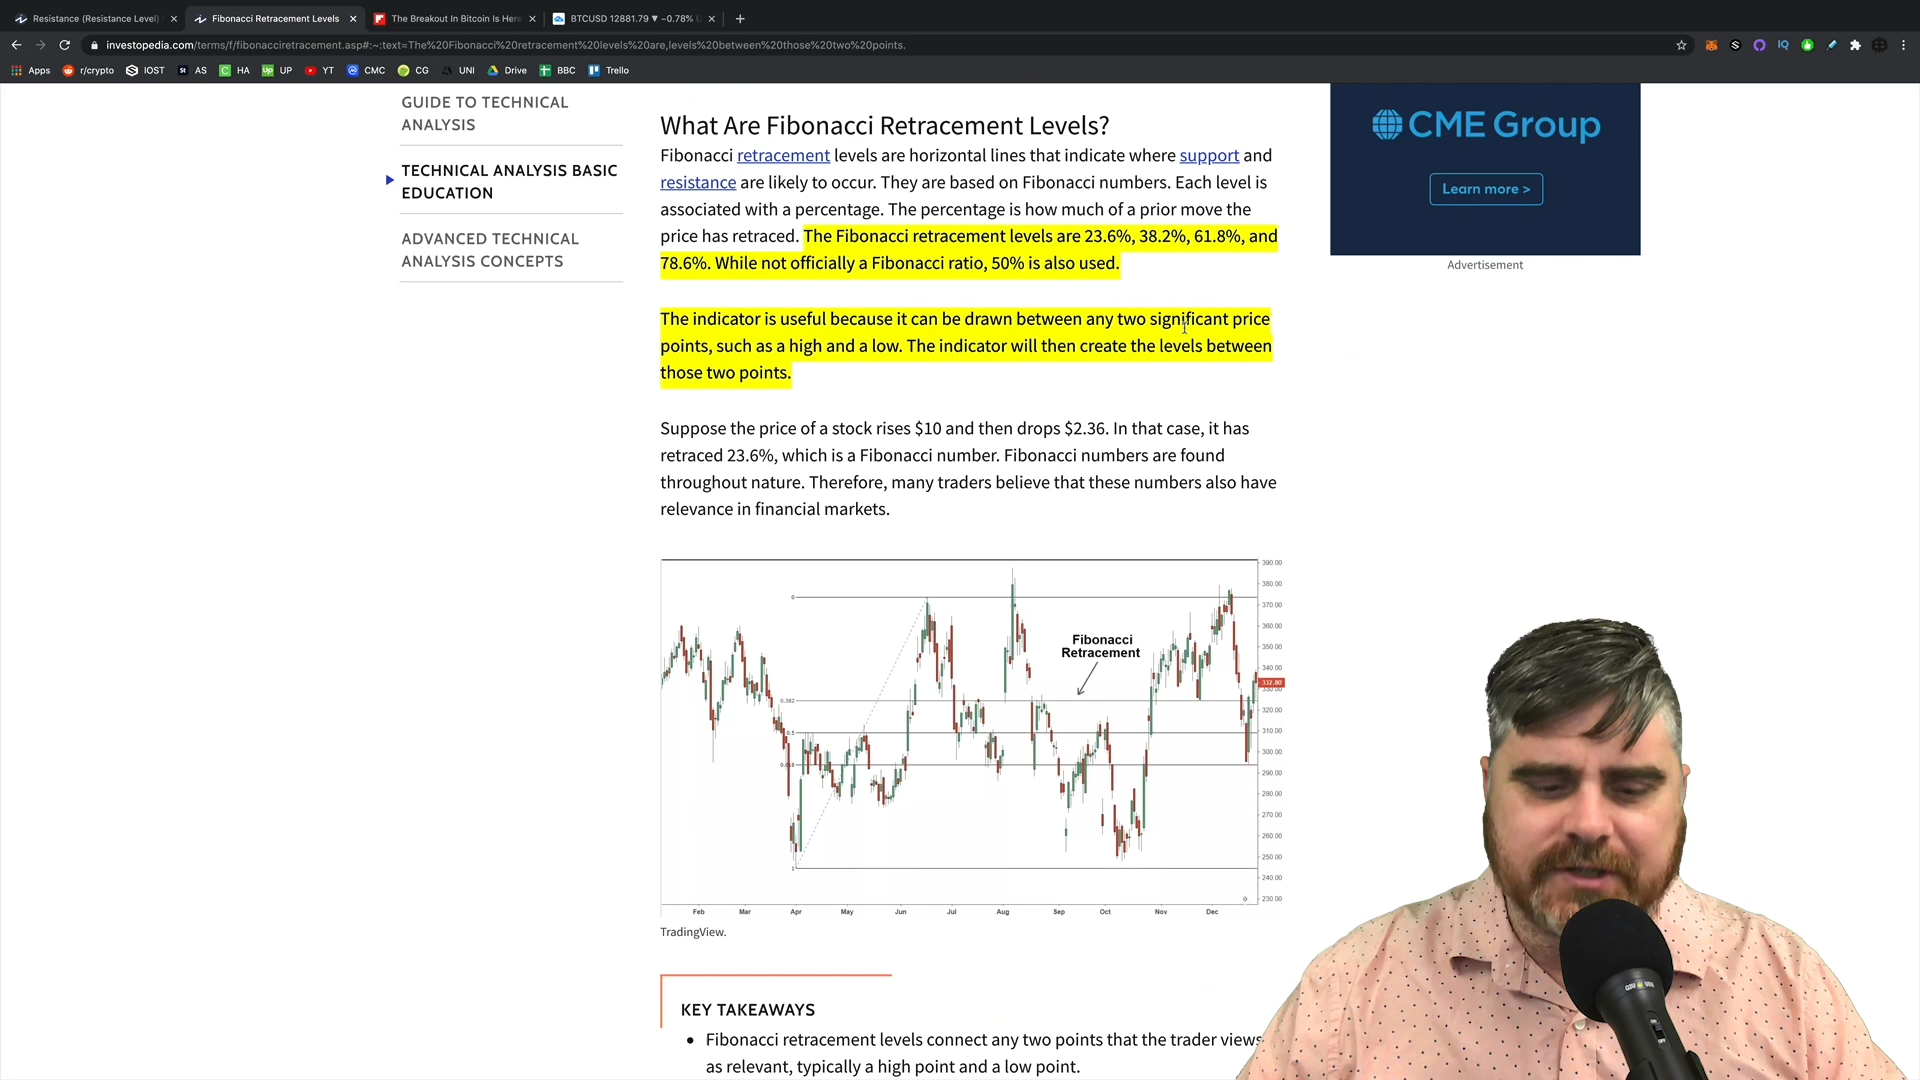 Resistance (Resistance Level)
Fibonacci Retracement Levels
The Breakout In Bitcoin Is Here
BTCUSD 12881.79 ▼ −0.78%
investopedia.com/terms/f/fibonacciretracement.asp#:~:text=The%20Fibonacci%20retracement%20levels%20are,levels%20between%20those%20two%20points.
Apps r/crypto IOST AS HA UP YT CMC CG UNI Drive BBC Trello
GUIDE TO TECHNICAL
ANALYSIS
TECHNICAL ANALYSIS BASIC
EDUCATION
ADVANCED TECHNICAL
ANALYSIS CONCEPTS
What Are Fibonacci Retracement Levels?
Fibonacci retracement levels are horizontal lines that indicate where support and
resistance are likely to occur. They are based on Fibonacci numbers. Each level is
associated with a percentage. The percentage is how much of a prior move the
price has retraced. The Fibonacci retracement levels are 23.6%, 38.2%, 61.8%, and
78.6%. While not officially a Fibonacci ratio, 50% is also used.
The indicator is useful because it can be drawn between any two significant price
points, such as a high and a low. The indicator will then create the levels between
those two points.
Suppose the price of a stock rises $10 and then drops $2.36. In that case, it has
retraced 23.6%, which is a Fibonacci number. Fibonacci numbers are found
throughout nature. Therefore, many traders believe that these numbers also have
relevance in financial markets.
CME Group
Learn more >
Advertisement
Fibonacci
Retracement
0
0.382
0.5
0.618
1
390.00
380.00
370.00
360.00
350.00
340.00
332.80
330.00
320.00
310.00
300.00
290.00
280.00
270.00
260.00
250.00
240.00
230.00
Feb Mar Apr May Jun Jul Aug Sep Oct Nov Dec
TradingView.
KEY TAKEAWAYS
• Fibonacci retracement levels connect any two points that the trader views
as relevant, typically a high point and a low point.